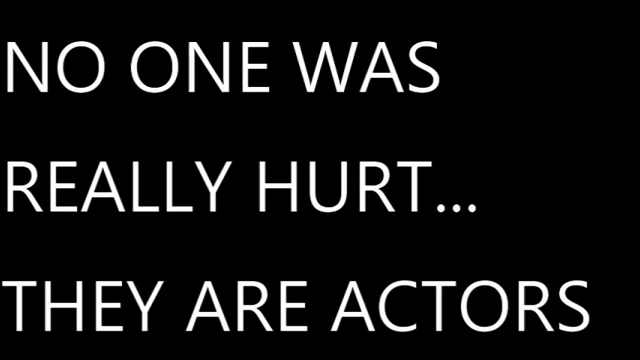 NO ONE WAS
REALLY HURT...
THEY ARE ACTORS